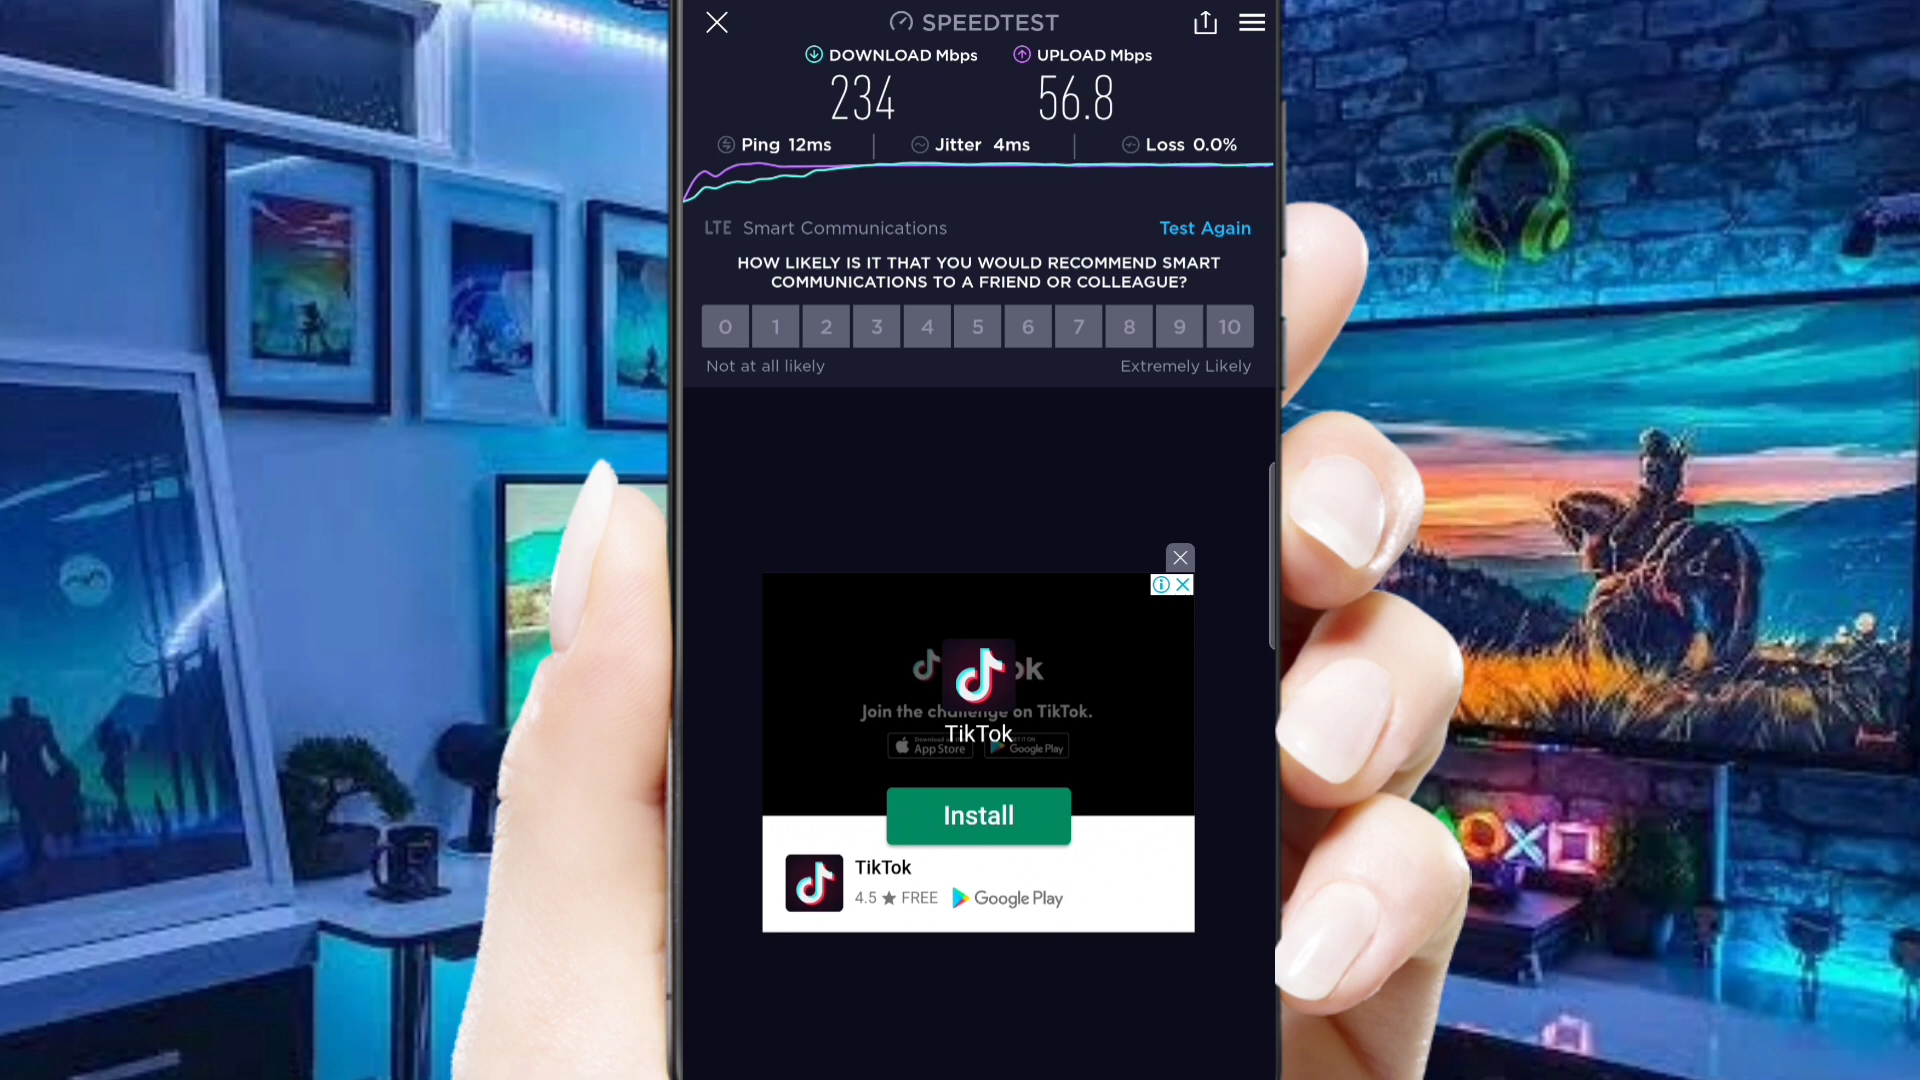 SPEEDTEST
DOWNLOAD Mbps
UPLOAD Mbps
234
56.8
Ping 12ms
Jitter 4ms
Loss 0.0%
LTE Smart Communications
Test Again
HOW LIKELY IS IT THAT YOU WOULD RECOMMEND SMART
COMMUNICATIONS TO A FRIEND OR COLLEAGUE?
0 1 2 3 4 5 6 7 8 9 10
Not at all likely
Extremely Likely
ok
Join the challenge on TikTok.
TikTok
App Store
Google Play
Install
TikTok
4.5 ★ FREE
Google Play